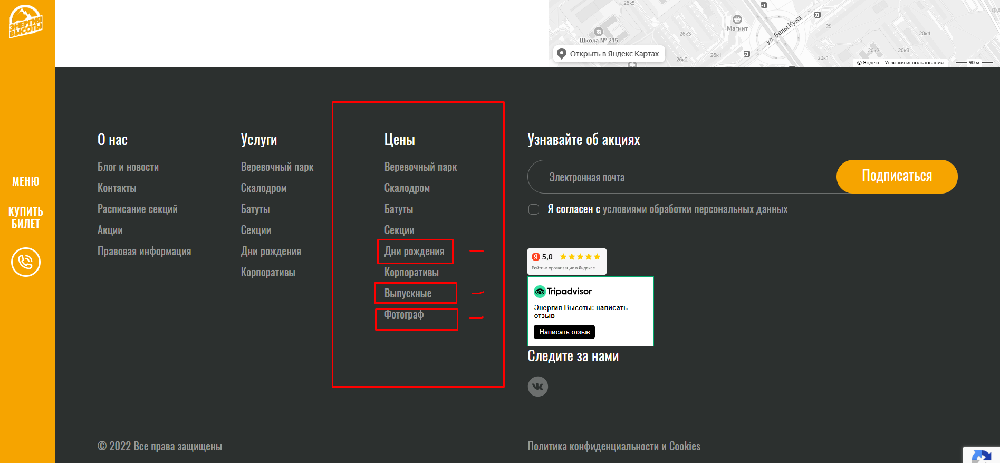 ЭНЕРГИЯ
ВЫСОТЫ
МЕНЮ
КУПИТЬ
БИЛЕТ
26к5
Магнит
ул. Белы Куна
25
ФА
Школа № 215
26к3
20к4
Открыть в Яндекс Картах
26к1
26к2
20к2
20к3
20к1
© Яндекс Условия использования
90 м
О нас
Блог и новости
Контакты
Расписание секций
Акции
Правовая информация
Услуги
Веревочный парк
Скалодром
Батуты
Секции
Дни рождения
Корпоративы
Цены
Веревочный парк
Скалодром
Батуты
Секции
Дни рождения
Корпоративы
Выпускные
Фотограф
Узнавайте об акциях
Электронная почта
Подписаться
Я согласен с условиями обработки персональных данных
Я 5,0
Рейтинг организации в Яндексе
Tripadvisor
Энергия Высоты: написать
отзыв
Написать отзыв
Следите за нами
© 2022 Все права защищены
Политика конфиденциальности и Cookies